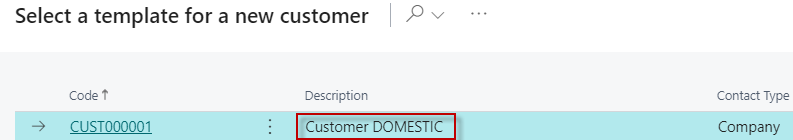 Select a template for a new customer
Code ↑ Description Contact Type
CUST000001 Customer DOMESTIC Company